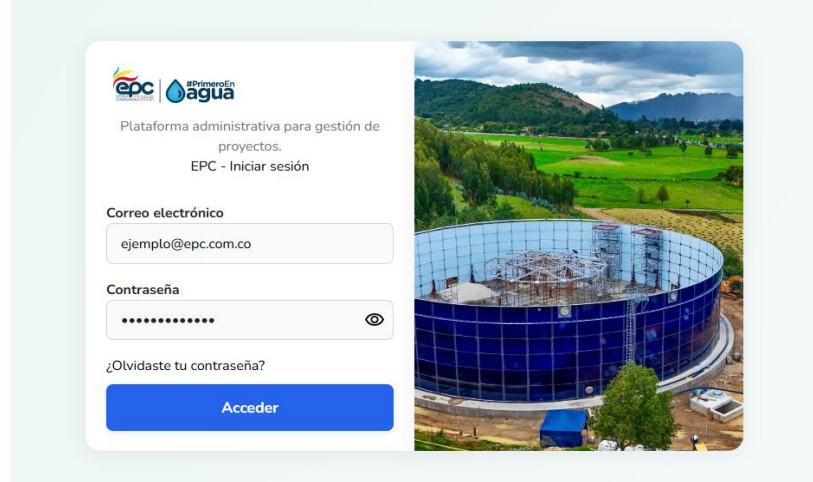 epc
#PrimeroEn
agua
Plataforma administrativa para gestión de
proyectos.
EPC - Iniciar sesión
Correo electrónico
ejemplo@epc.com.co
Contraseña
•••••••••••••
¿Olvidaste tu contraseña?
Acceder